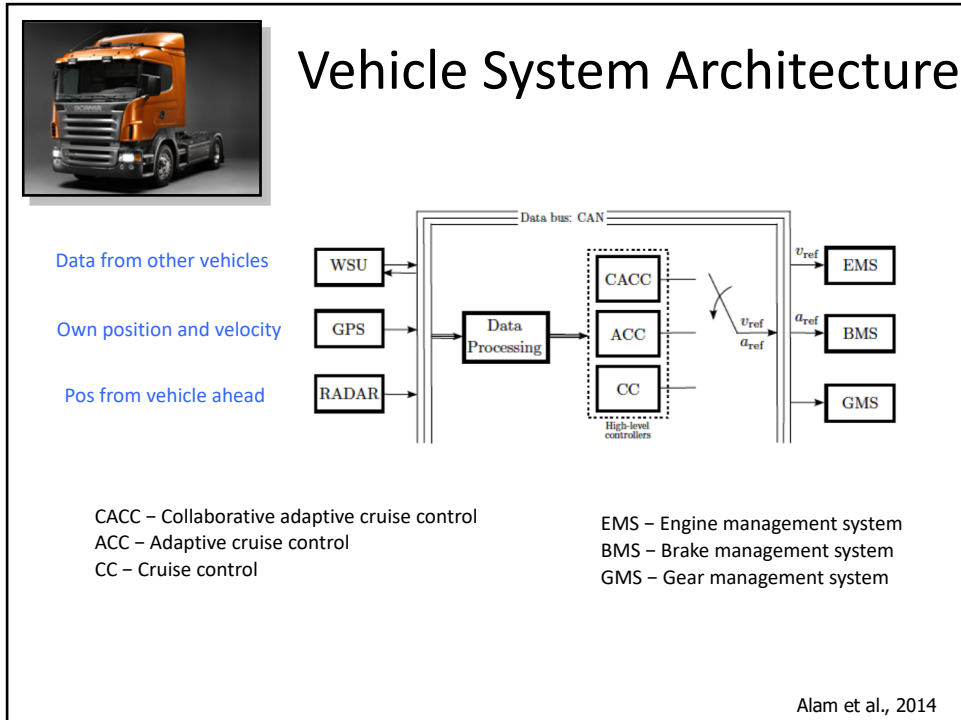 SCANIA
Vehicle System Architecture
Data bus: CAN
Data from other vehicles
WSU
CACC
v_ref
EMS
Own position and velocity
GPS
Data
Processing
ACC
v_ref
a_ref
a_ref
BMS
Pos from vehicle ahead
RADAR
CC
GMS
High-level
controllers
CACC − Collaborative adaptive cruise control
ACC − Adaptive cruise control
CC − Cruise control
EMS − Engine management system
BMS − Brake management system
GMS − Gear management system
Alam et al., 2014